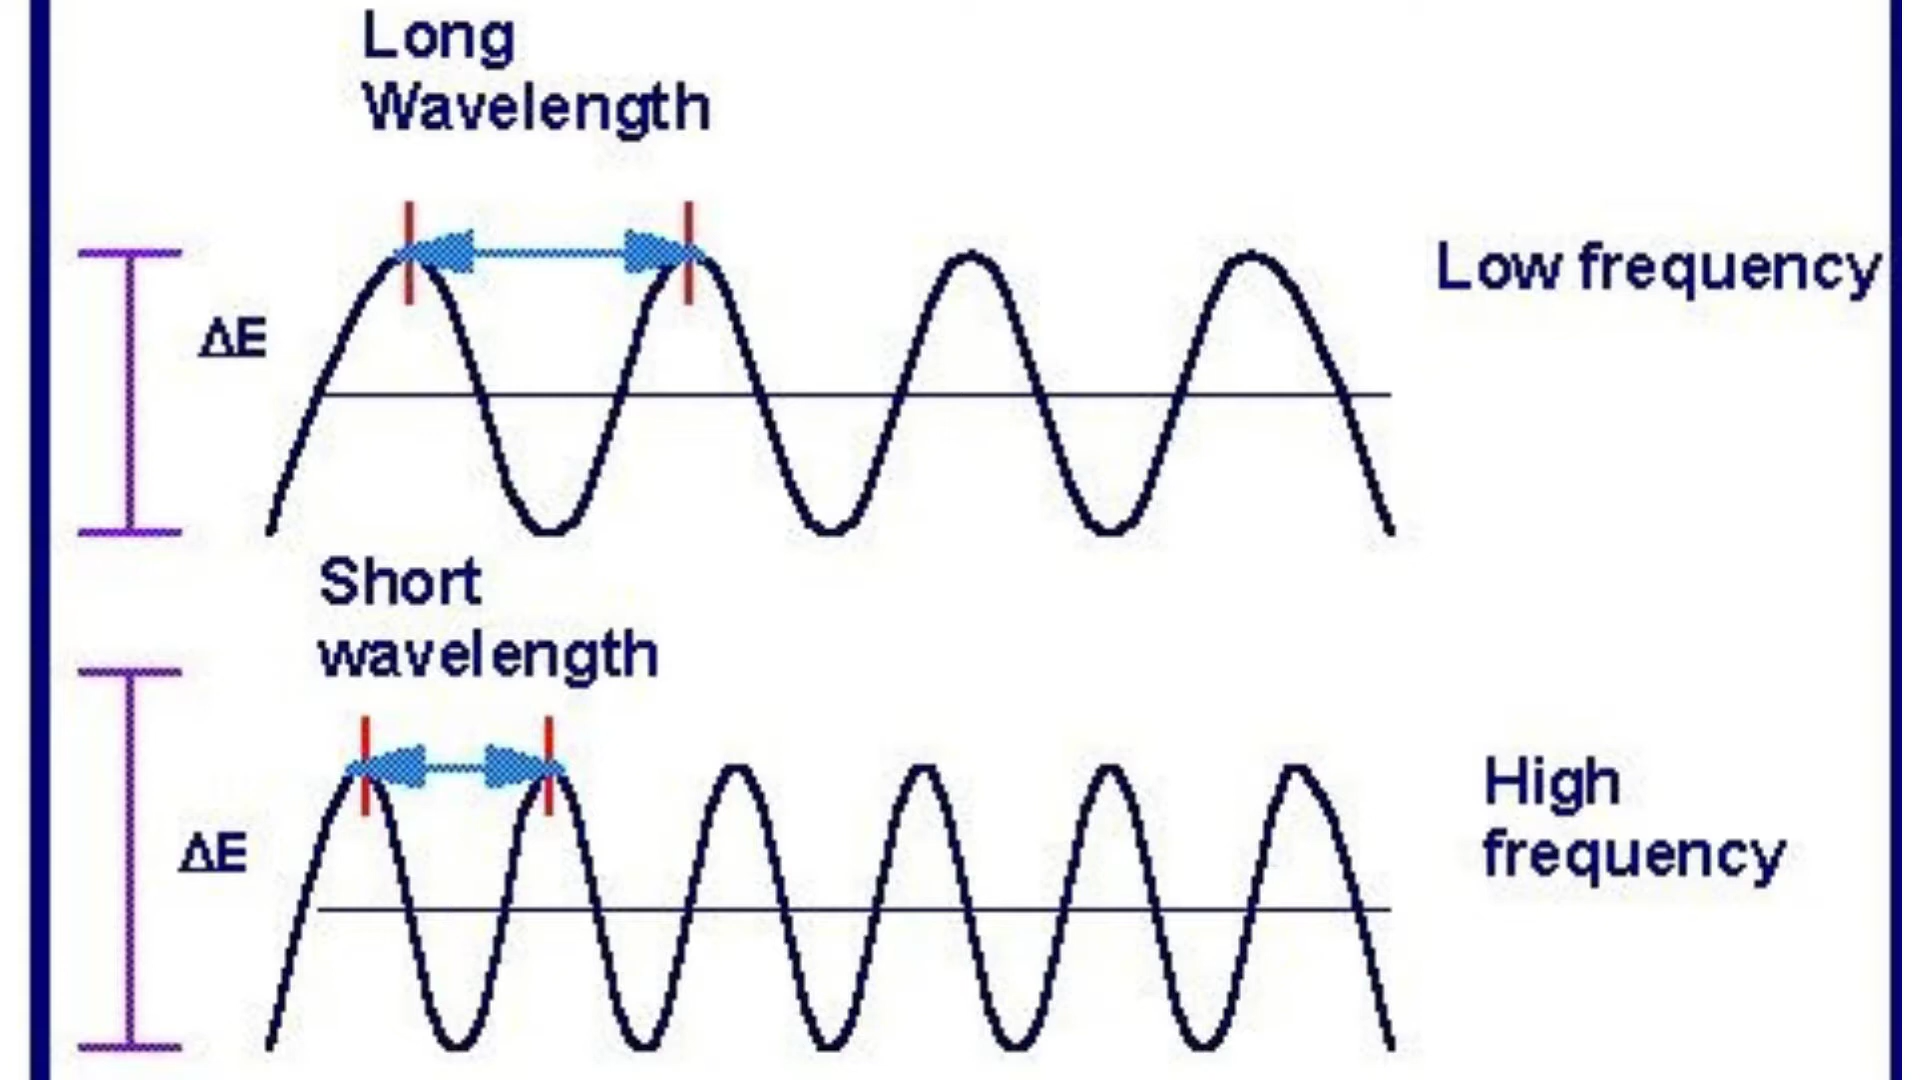 Long
Wavelength
Low frequency
ΔE
Short
wavelength
High
frequency
ΔE